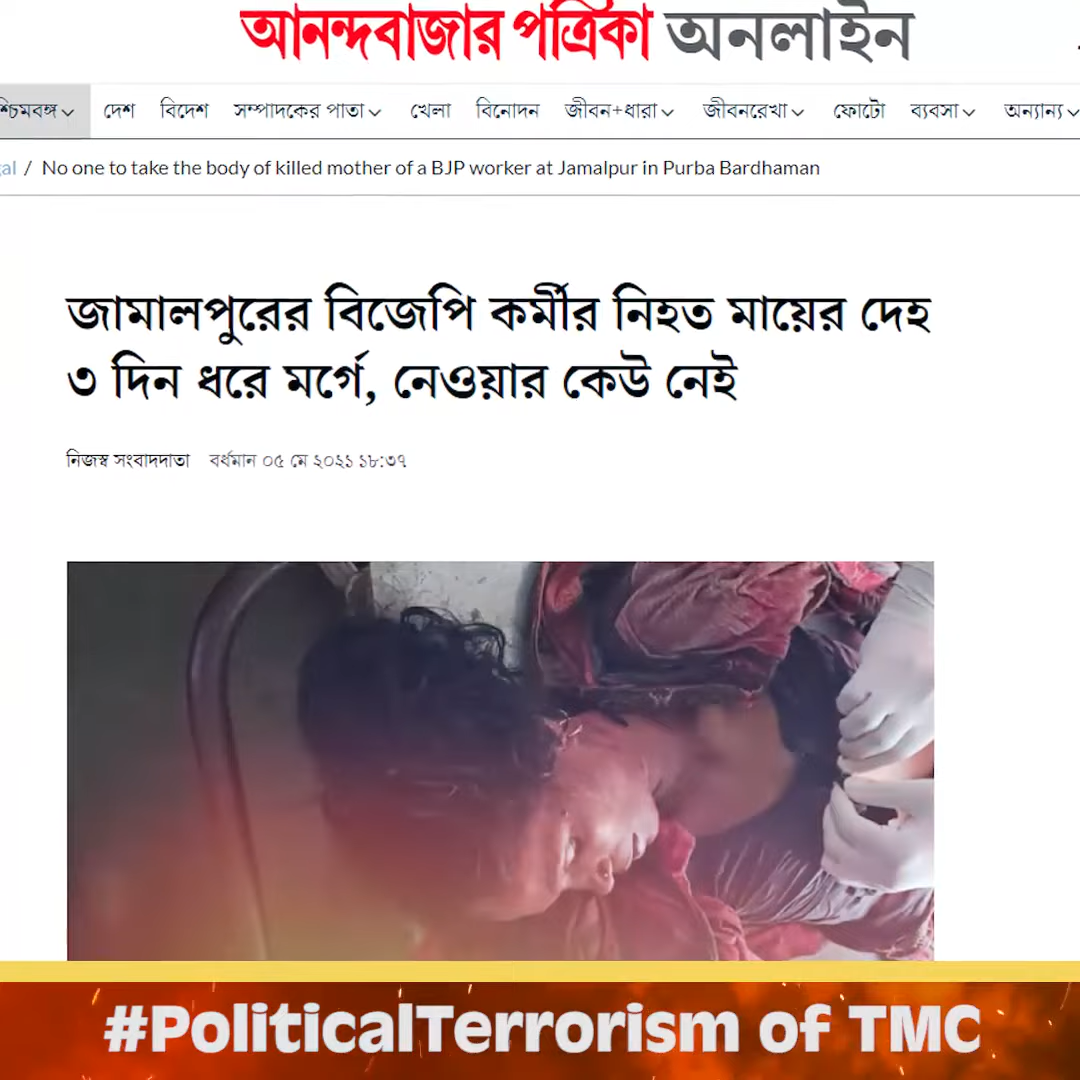 আনন্দবাজার পত্রিকা অনলাইন
দেশ বিদেশ সম্পাদকের পাতা খেলা বিনোদন জীবন+ধারা জীবনরেখা ফোটো ব্যবসা অন্যান্য
/ No one to take the body of killed mother of a BJP worker at Jamalpur in Purba Bardhaman
জামালপুরের বিজেপি কর্মীর নিহত মায়ের দেহ
৩ দিন ধরে মর্গে, নেওয়ার কেউ নেই
নিজস্ব সংবাদদাতা বর্ধমান ০৫ মে ২০২১ ১৮:৩৭
#PoliticalTerrorism of TMC